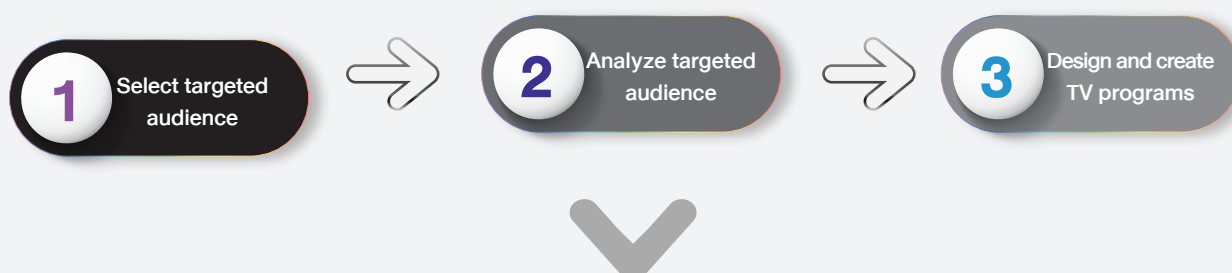 1
Select targeted
audience
2
Analyze targeted
audience
3
Design and create
TV programs